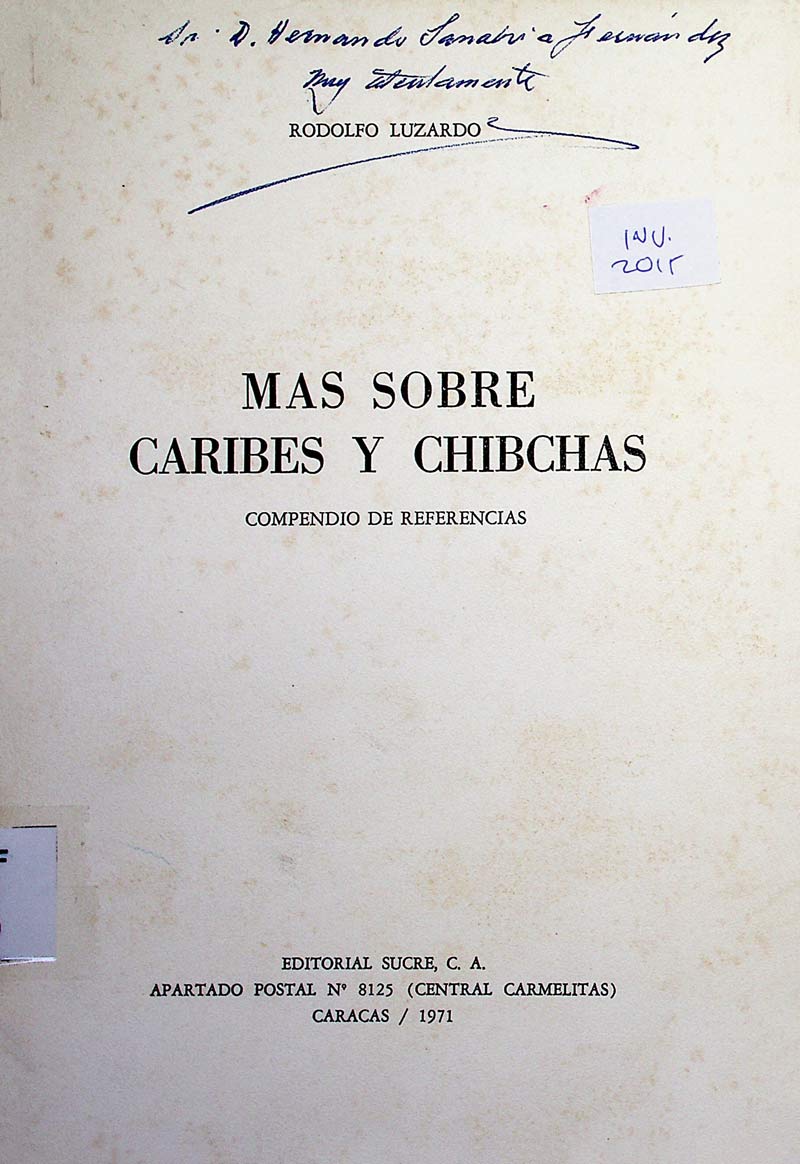 Sr. D. Hernando Sanabria Fernández
Muy atentamente
RODOLFO LUZARDO
INV.
2015
MAS SOBRE
CARIBES Y CHIBCHAS
COMPENDIO DE REFERENCIAS
F
EDITORIAL SUCRE, C. A.
APARTADO POSTAL Nº 8125 (CENTRAL CARMELITAS)
CARACAS / 1971